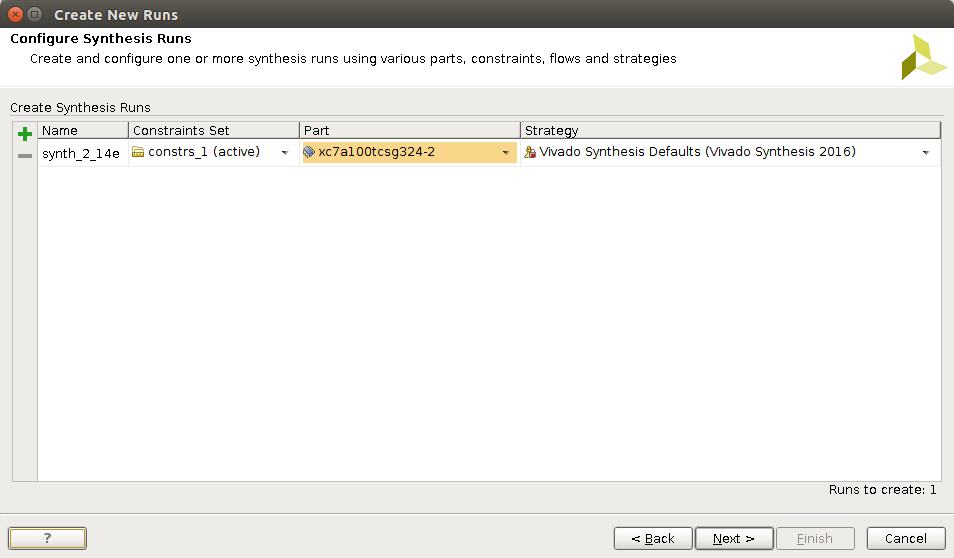 Create New Runs
Configure Synthesis Runs
Create and configure one or more synthesis runs using various parts, constraints, flows and strategies
Create Synthesis Runs
Name Constraints Set Part Strategy
synth_2_14e constrs_1 (active) xc7a100tcsg324-2 Vivado Synthesis Defaults (Vivado Synthesis 2016)
Runs to create: 1
? < Back Next > Finish Cancel